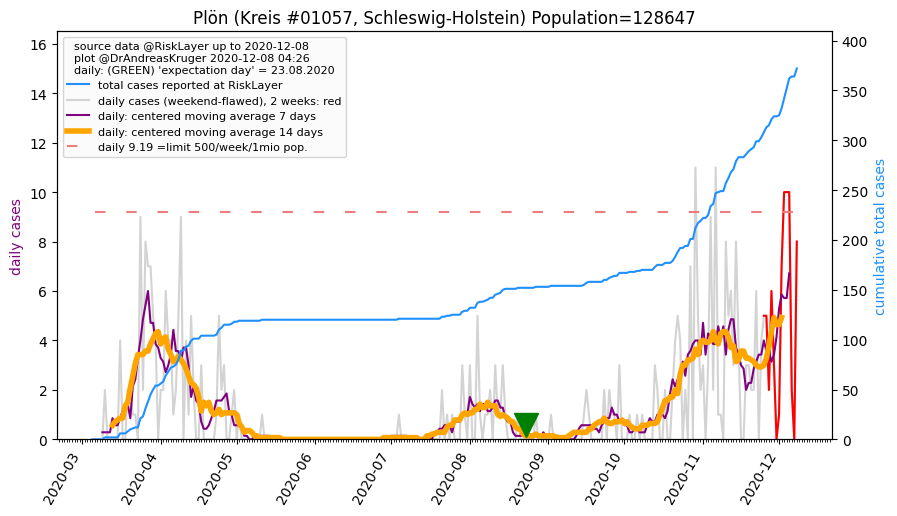 Plön (Kreis #01057, Schleswig-Holstein) Population=128647
source data @RiskLayer up to 2020-12-08
plot @DrAndreasKruger 2020-12-08 04:26
daily: (GREEN) 'expectation day' = 23.08.2020
total cases reported at RiskLayer
daily cases (weekend-flawed), 2 weeks: red
daily: centered moving average 7 days
daily: centered moving average 14 days
daily 9.19 =limit 500/week/1mio pop.
daily cases
16
14
12
10
8
6
4
2
0
cumulative total cases
400
350
300
250
200
150
100
50
0
2020-03
2020-04
2020-05
2020-06
2020-07
2020-08
2020-09
2020-10
2020-11
2020-12